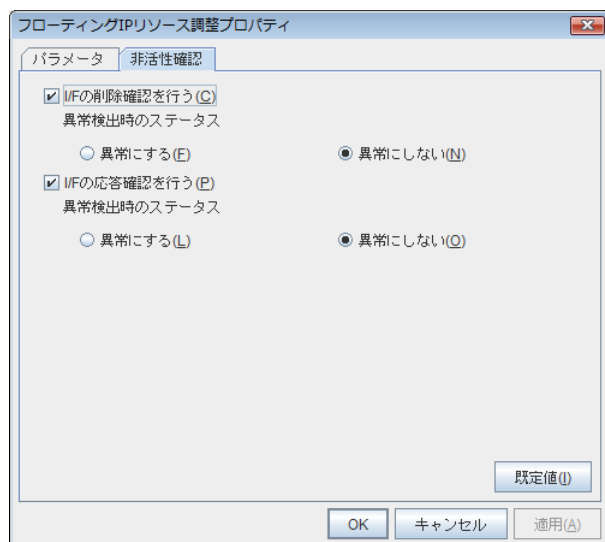 フローティングIPリソース調整プロパティ
パラメータ 非活性確認
I/Fの削除確認を行う(C)
異常検出時のステータス
異常にする(F) 異常にしない(N)
I/Fの応答確認を行う(P)
異常検出時のステータス
異常にする(L) 異常にしない(O)
既定値(I)
OK キャンセル 適用(A)